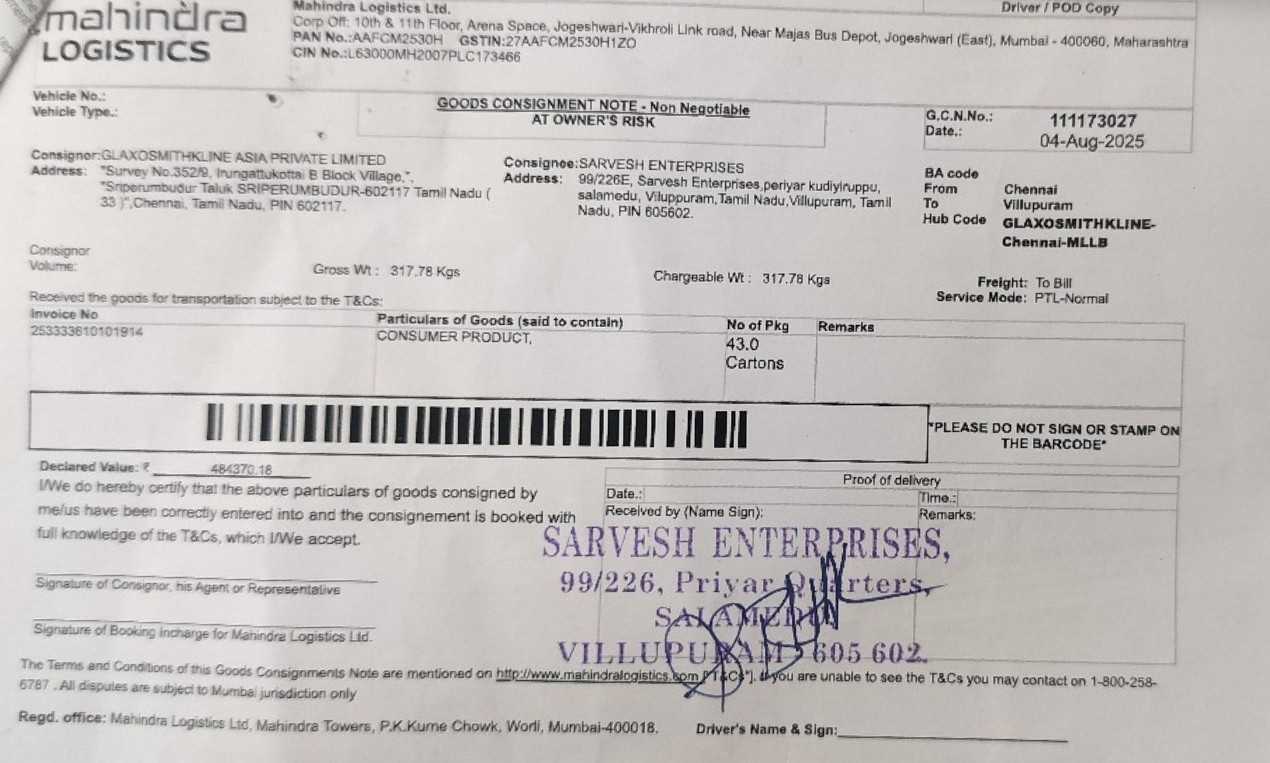 mahindra
LOGISTICS
Mahindra Logistics Ltd.
Driver / POD Copy
Corp Off: 10th & 11th Floor, Arena Space, Jogeshwari-Vikhroli Link road, Near Majas Bus Depot, Jogeshwari (East), Mumbai - 400060, Maharashtra
PAN No.:AAFCM2530H GSTIN:27AAFCM2530H1ZO
CIN No.:L63000MH2007PLC173466
Vehicle No.:
Vehicle Type.:
GOODS CONSIGNMENT NOTE - Non Negotiable
AT OWNER'S RISK
G.C.N.No.: 111173027
Date.: 04-Aug-2025
Consignor:GLAXOSMITHKLINE ASIA PRIVATE LIMITED
Address: "Survey No.352/9, Irungattukottai B Block Village,",
"Sriperumbudur Taluk SRIPERUMBUDUR-602117 Tamil Nadu (
33 )",Chennai, Tamil Nadu, PIN 602117.
Consignee:SARVESH ENTERPRISES
Address: 99/226E, Sarvesh Enterprises,periyar kudiyiruppu,
salamedu, Viluppuram,Tamil Nadu,Villupuram, Tamil
Nadu, PIN 605602.
BA code
From Chennai
To Villupuram
Hub Code GLAXOSMITHKLINE-
Chennai-MLLB
Consignor
Volume:
Gross Wt : 317.78 Kgs
Chargeable Wt : 317.78 Kgs
Freight: To Bill
Service Mode: PTL-Normal
Received the goods for transportation subject to the T&Cs:
Invoice No Particulars of Goods (said to contain) No of Pkg Remarks
253333610101914 CONSUMER PRODUCT, 43.0
Cartons
*PLEASE DO NOT SIGN OR STAMP ON
THE BARCODE*
Declared Value: ₹ 484370.18
I/We do hereby certify that the above particulars of goods consigned by
me/us have been correctly entered into and the consignement is booked with
full knowledge of the T&Cs, which I/We accept.
Proof of delivery
Date.: Time.:
Received by (Name Sign): Remarks:
SARVESH ENTERPRISES,
99/226, Priyar Quarters,
SALAMEDU
VILLUPURAM 605 602.
Signature of Consignor, his Agent or Representative
Signature of Booking Incharge for Mahindra Logistics Ltd.
The Terms and Conditions of this Goods Consignments Note are mentioned on http://www.mahindralogistics.com "T&Cs"]. If you are unable to see the T&Cs you may contact on 1-800-258-
6787 . All disputes are subject to Mumbai jurisdiction only
Regd. office: Mahindra Logistics Ltd, Mahindra Towers, P.K.Kurne Chowk, Worli, Mumbai-400018.
Driver's Name & Sign: